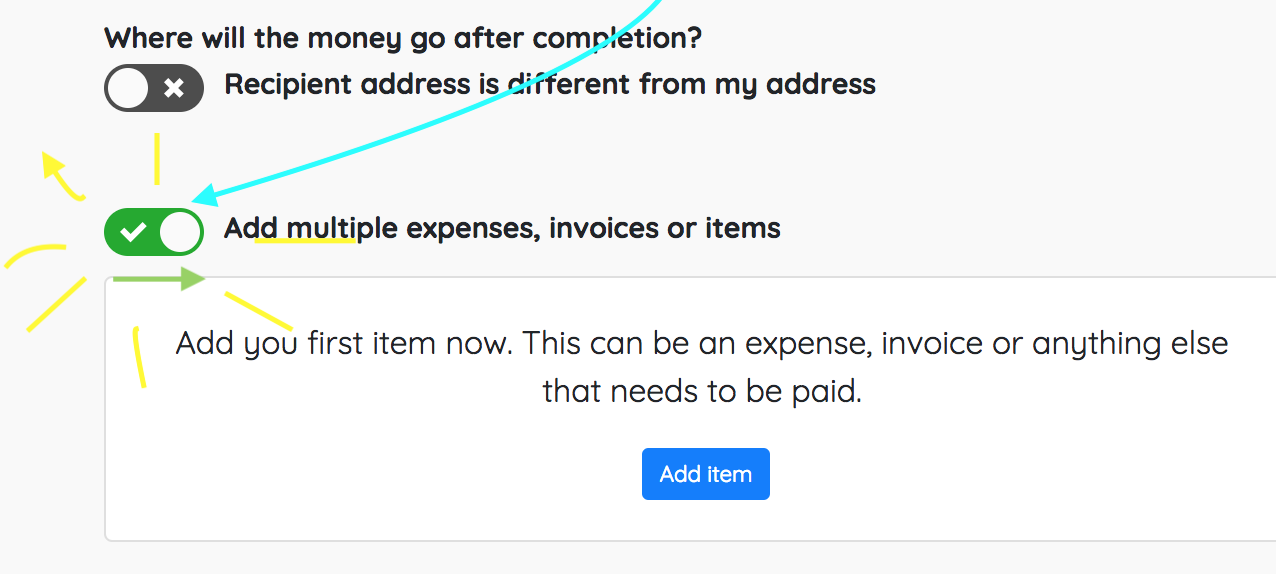 Where will the money go after completion?
Recipient address is different from my address
Add multiple expenses, invoices or items
Add you first item now. This can be an expense, invoice or anything else
that needs to be paid.
Add item